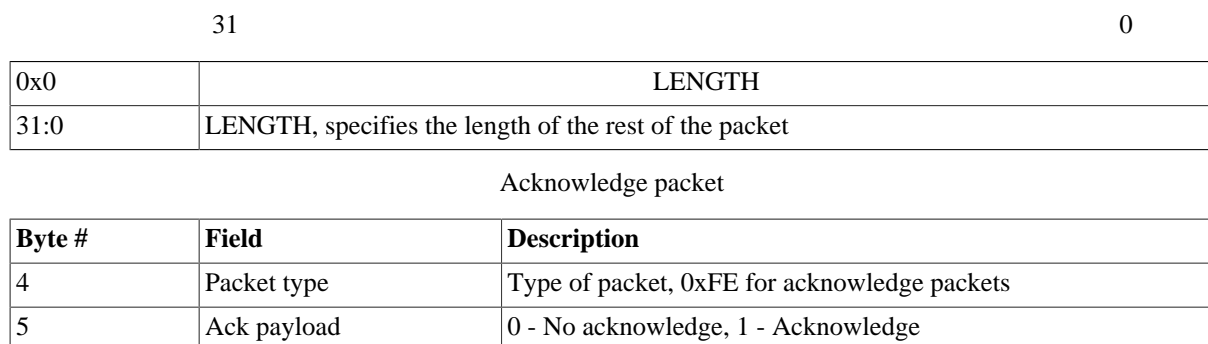 31 0
0x0 LENGTH
31:0 LENGTH, specifies the length of the rest of the packet
Acknowledge packet
Byte # Field Description
4 Packet type Type of packet, 0xFE for acknowledge packets
5 Ack payload 0 - No acknowledge, 1 - Acknowledge